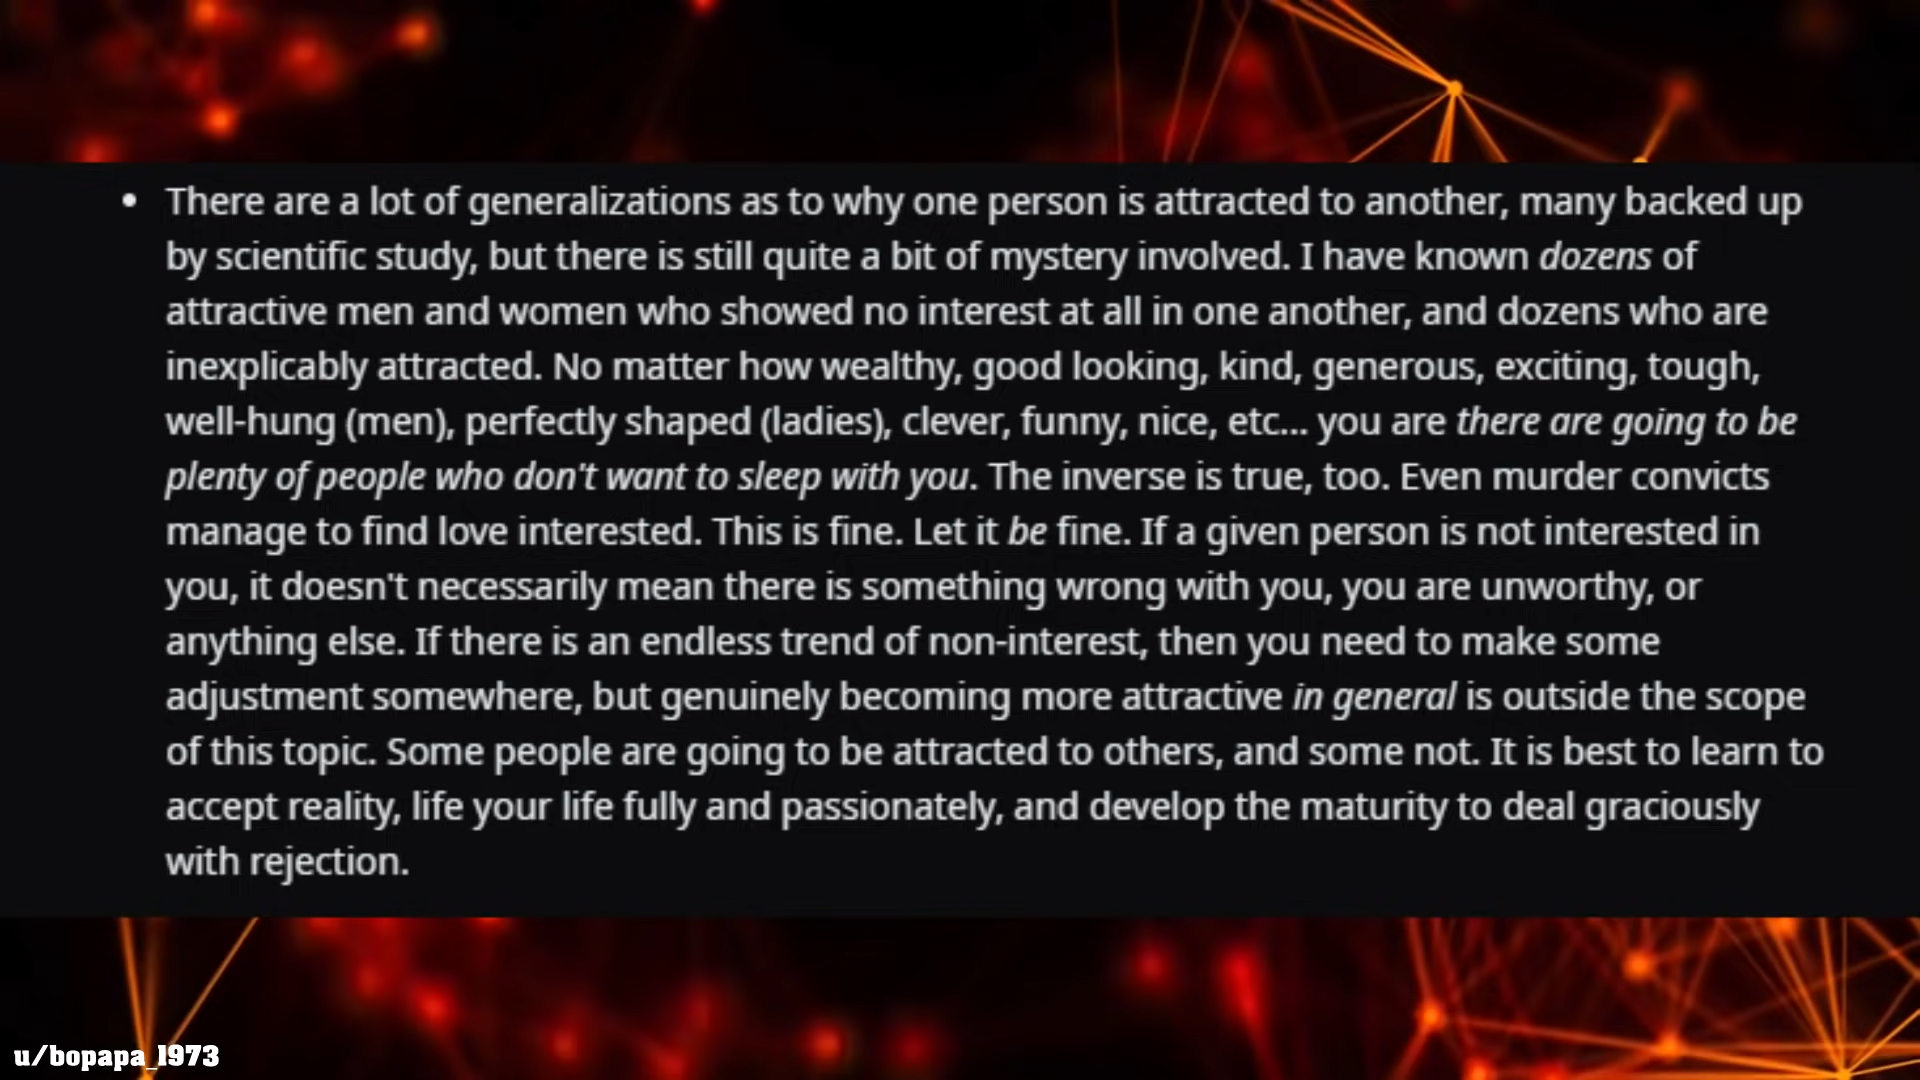 • There are a lot of generalizations as to why one person is attracted to another, many backed up
by scientific study, but there is still quite a bit of mystery involved. I have known dozens of
attractive men and women who showed no interest at all in one another, and dozens who are
inexplicably attracted. No matter how wealthy, good looking, kind, generous, exciting, tough,
well-hung (men), perfectly shaped (ladies), clever, funny, nice, etc... you are there are going to be
plenty of people who don't want to sleep with you. The inverse is true, too. Even murder convicts
manage to find love interested. This is fine. Let it be fine. If a given person is not interested in
you, it doesn't necessarily mean there is something wrong with you, you are unworthy, or
anything else. If there is an endless trend of non-interest, then you need to make some
adjustment somewhere, but genuinely becoming more attractive in general is outside the scope
of this topic. Some people are going to be attracted to others, and some not. It is best to learn to
accept reality, life your life fully and passionately, and develop the maturity to deal graciously
with rejection.
u/bopapa_1973